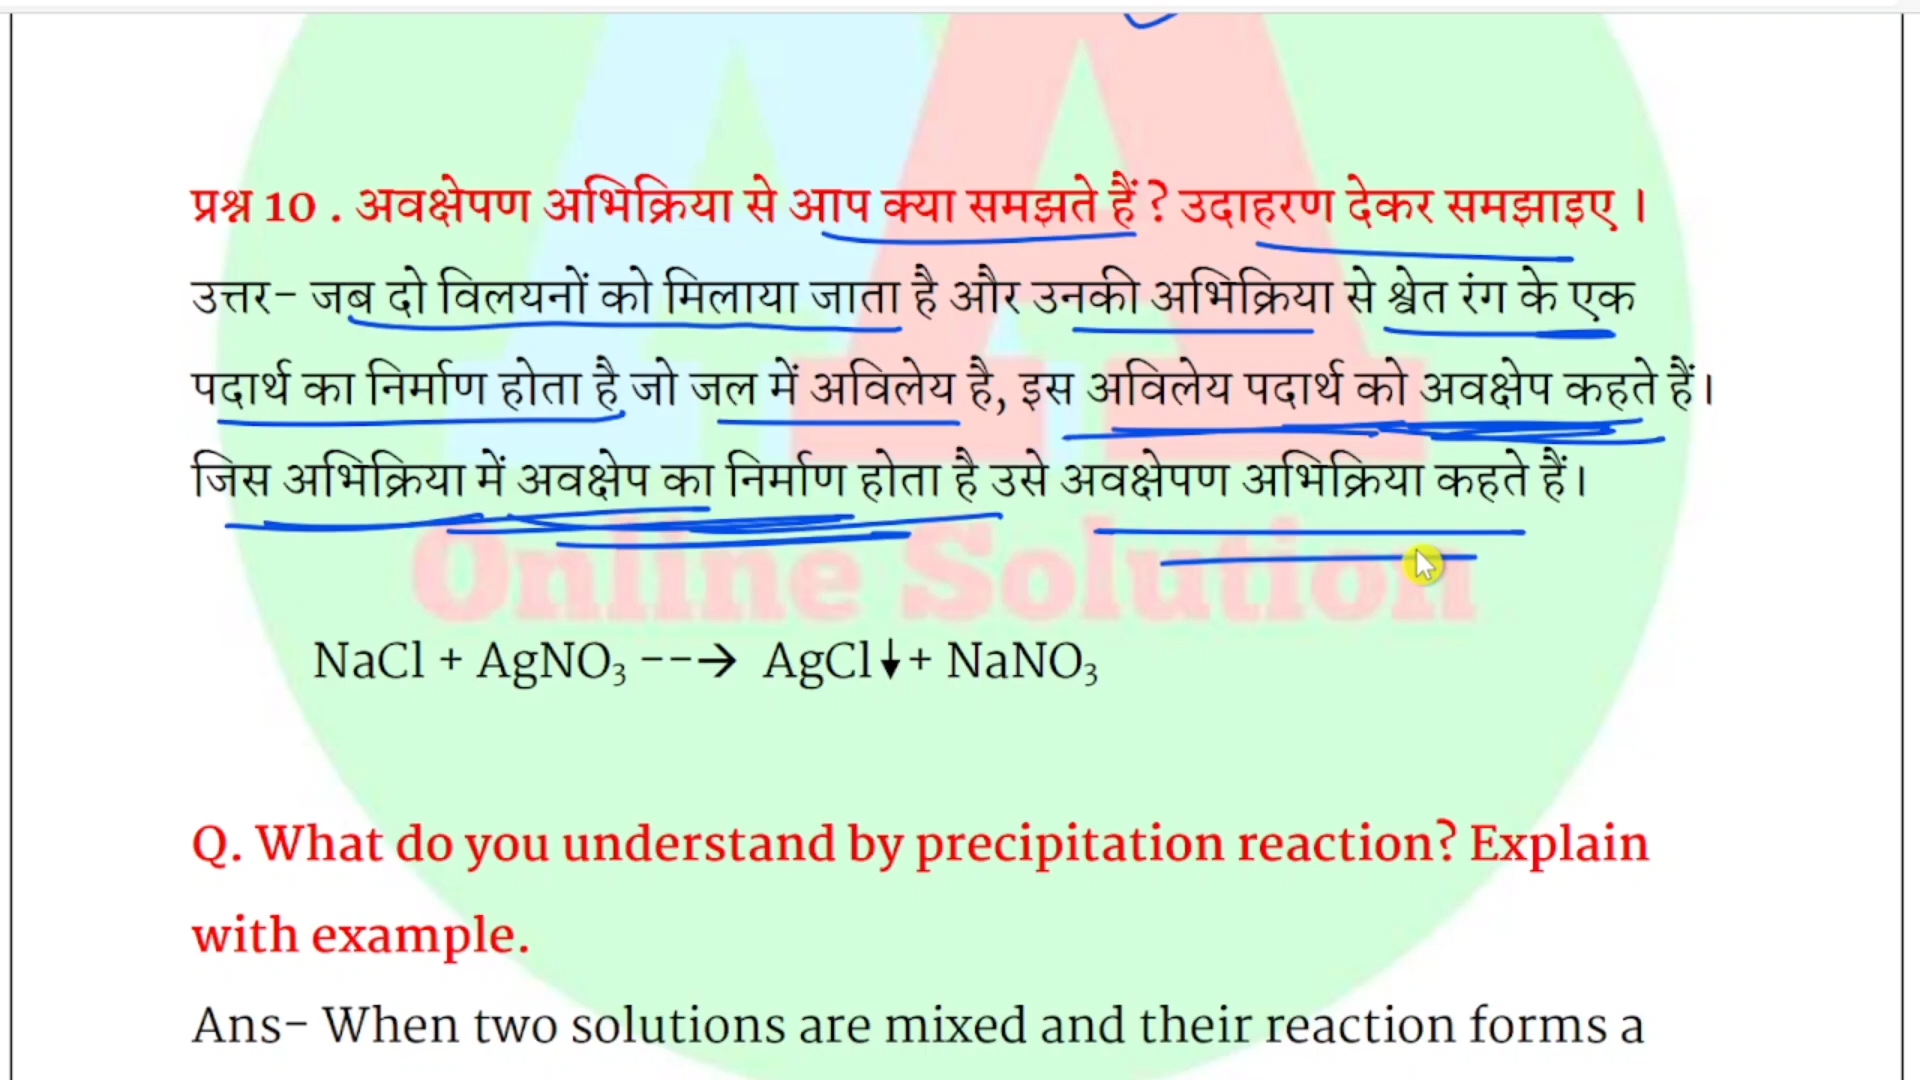 प्रश्न 10 . अवक्षेपण अभिक्रिया से आप क्या समझते हैं ? उदाहरण देकर समझाइए ।
उत्तर- जब दो विलयनों को मिलाया जाता है और उनकी अभिक्रिया से श्वेत रंग के एक
पदार्थ का निर्माण होता है जो जल में अविलेय है, इस अविलेय पदार्थ को अवक्षेप कहते हैं।
जिस अभिक्रिया में अवक्षेप का निर्माण होता है उसे अवक्षेपण अभिक्रिया कहते हैं।
Online Solution
NaCl + AgNO₃ --→ AgCl↓+ NaNO₃
Q. What do you understand by precipitation reaction? Explain
with example.
Ans- When two solutions are mixed and their reaction forms a